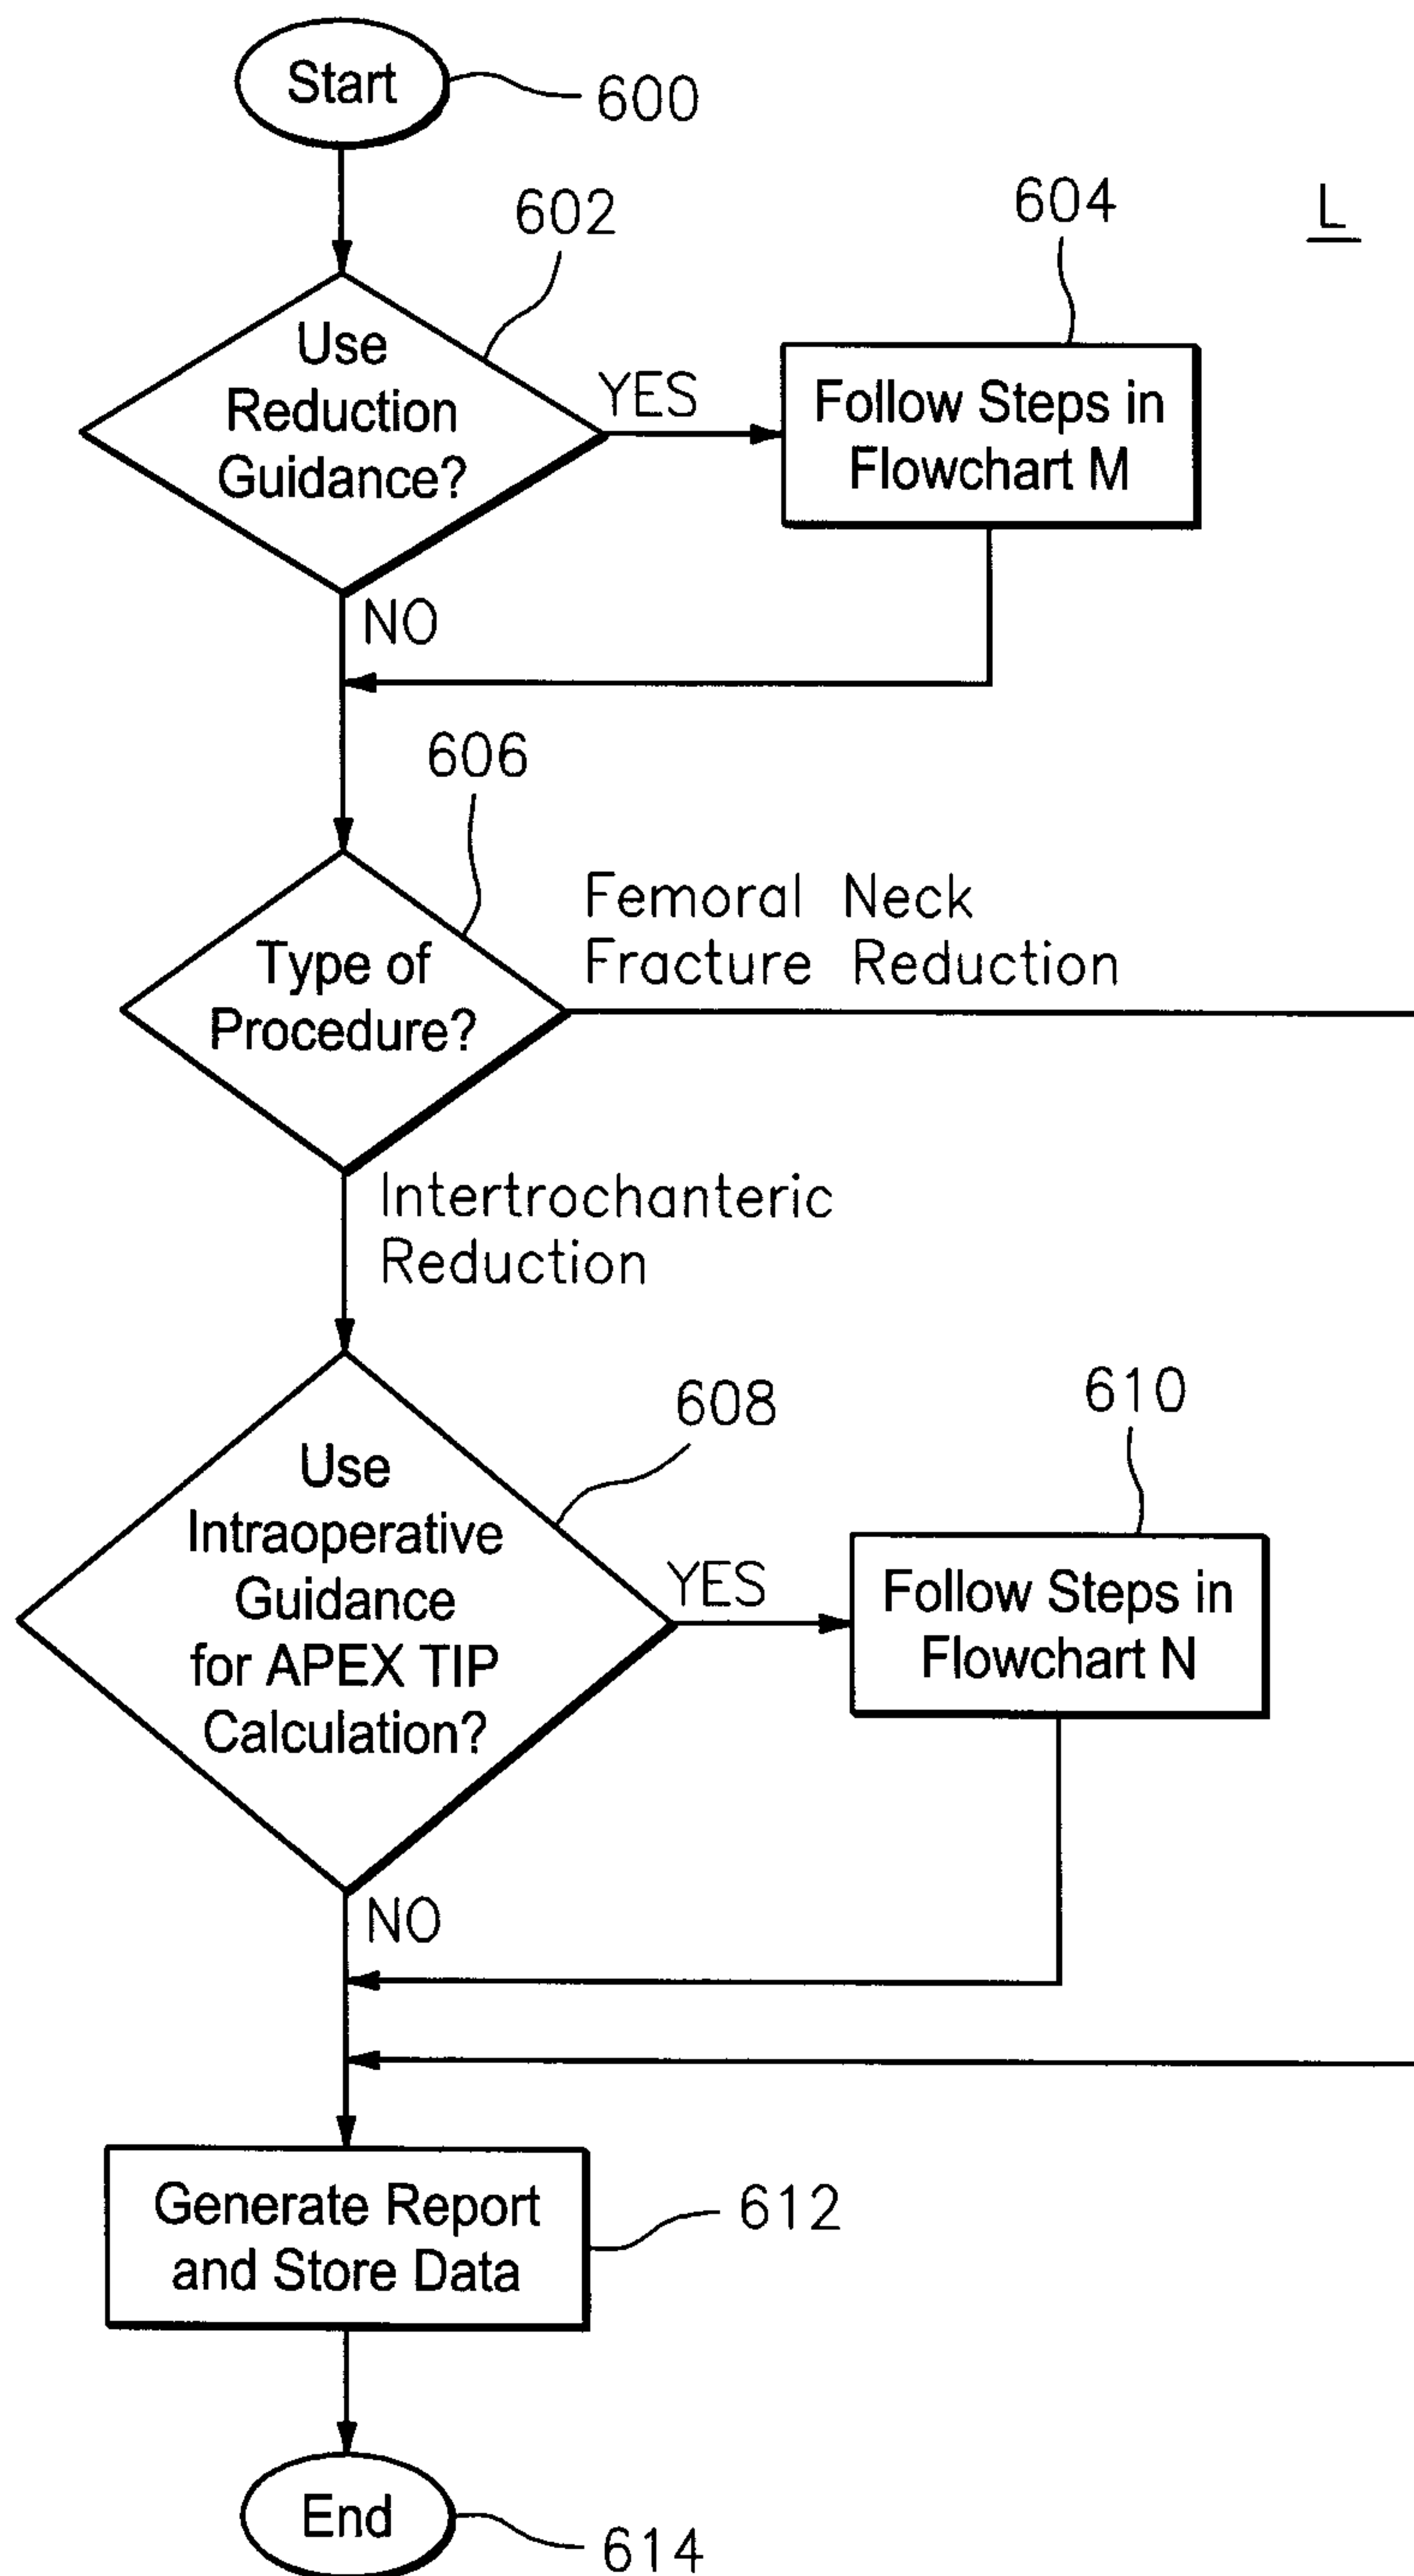 Start
600
602
604
L
Use
Reduction
Guidance?
YES
Follow Steps in
Flowchart M
NO
606
Type of
Procedure?
Femoral Neck
Fracture Reduction
Intertrochanteric
Reduction
608
610
Use
Intraoperative
Guidance
for APEX TIP
Calculation?
YES
Follow Steps in
Flowchart N
NO
Generate Report
and Store Data
612
End
614